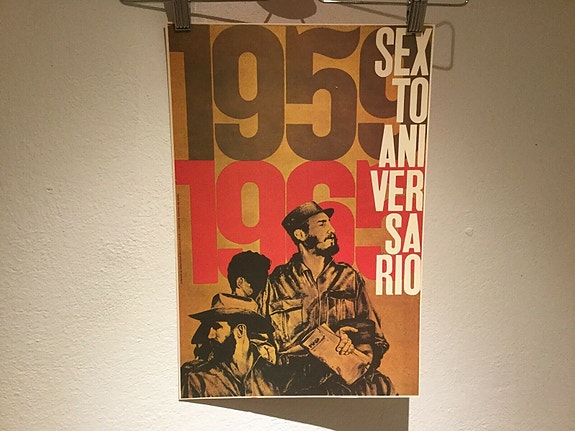 1959
1965
SEX
TO
ANI
VER
SA
RIO